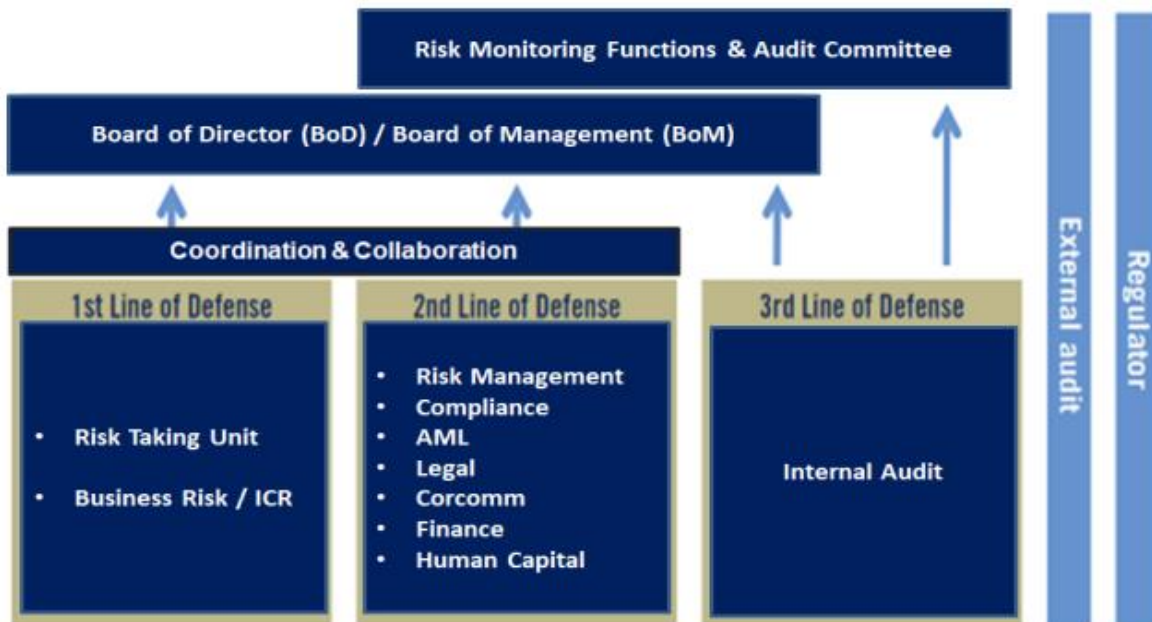 Risk Monitoring Functions & Audit Committee
Board of Director (BoD) / Board of Management (BoM)
Coordination & Collaboration
1st Line of Defense
• Risk Taking Unit
• Business Risk / ICR
2nd Line of Defense
• Risk Management
• Compliance
• AML
• Legal
• Corcomm
• Finance
• Human Capital
3rd Line of Defense
Internal Audit
External audit
Regulator